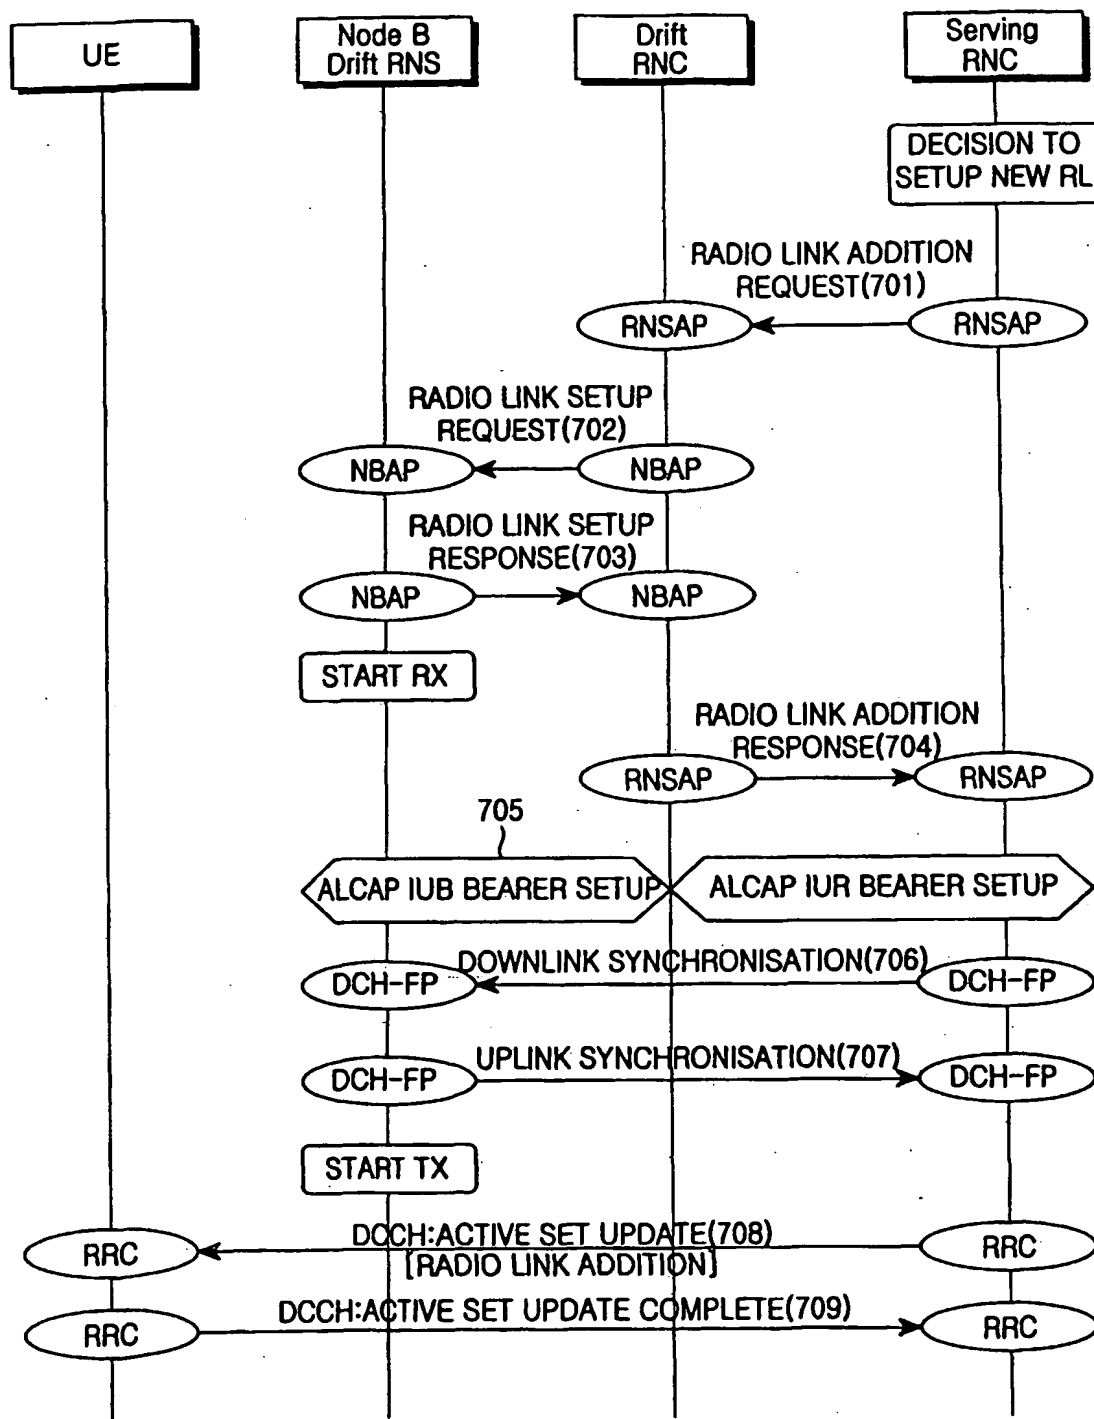 UE
Node B
Drift RNS
Drift
RNC
Serving
RNC
DECISION TO
SETUP NEW RL
RADIO LINK ADDITION
REQUEST(701)
RNSAP
RNSAP
RADIO LINK SETUP
REQUEST(702)
NBAP
NBAP
RADIO LINK SETUP
RESPONSE(703)
NBAP
NBAP
START RX
RADIO LINK ADDITION
RESPONSE(704)
RNSAP
RNSAP
705
ALCAP IUB BEARER SETUP
ALCAP IUR BEARER SETUP
DOWNLINK SYNCHRONISATION(706)
DCH-FP
DCH-FP
UPLINK SYNCHRONISATION(707)
DCH-FP
DCH-FP
START TX
DCCH:ACTIVE SET UPDATE(708)
RRC
RRC
[RADIO LINK ADDITION]
DCCH:ACTIVE SET UPDATE COMPLETE(709)
RRC
RRC